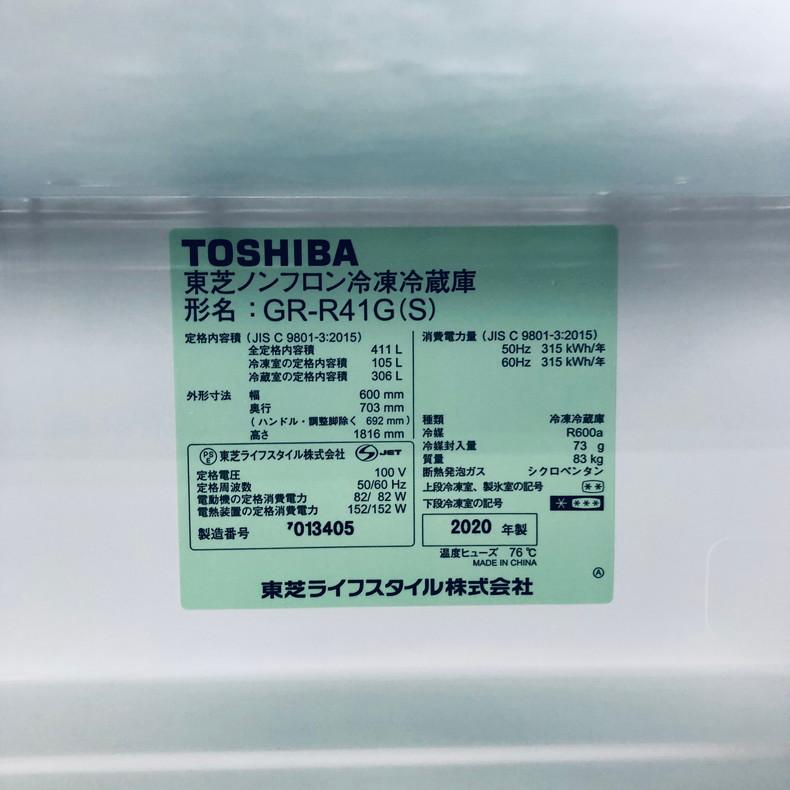 TOSHIBA
東芝ノンフロン冷凍冷蔵庫
形名：GR-R41G(S)
定格内容積（JIS C 9801-3:2015）
全定格内容積 411 L
冷凍室の定格内容積 105 L
冷蔵室の定格内容積 306 L
外形寸法 幅 600 mm
奥行 703 mm
（ハンドル・調整脚除く 692 mm）
高さ 1816 mm
消費電力量（JIS C 9801-3:2015）
50Hz 315 kWh/年
60Hz 315 kWh/年
種類 冷凍冷蔵庫
冷媒 R600a
冷媒封入量 73 g
質量 83 kg
断熱発泡ガス シクロペンタン
上段冷凍室、製氷室の記号 **
下段冷凍室の記号 * ***
PSE 東芝ライフスタイル株式会社 S JET
定格電圧 100 V
定格周波数 50/60 Hz
電動機の定格消費電力 82/ 82 W
電熱装置の定格消費電力 152/152 W
製造番号 7013405
2020 年製
温度ヒューズ 76 ℃
MADE IN CHINA
Ⓐ
東芝ライフスタイル株式会社